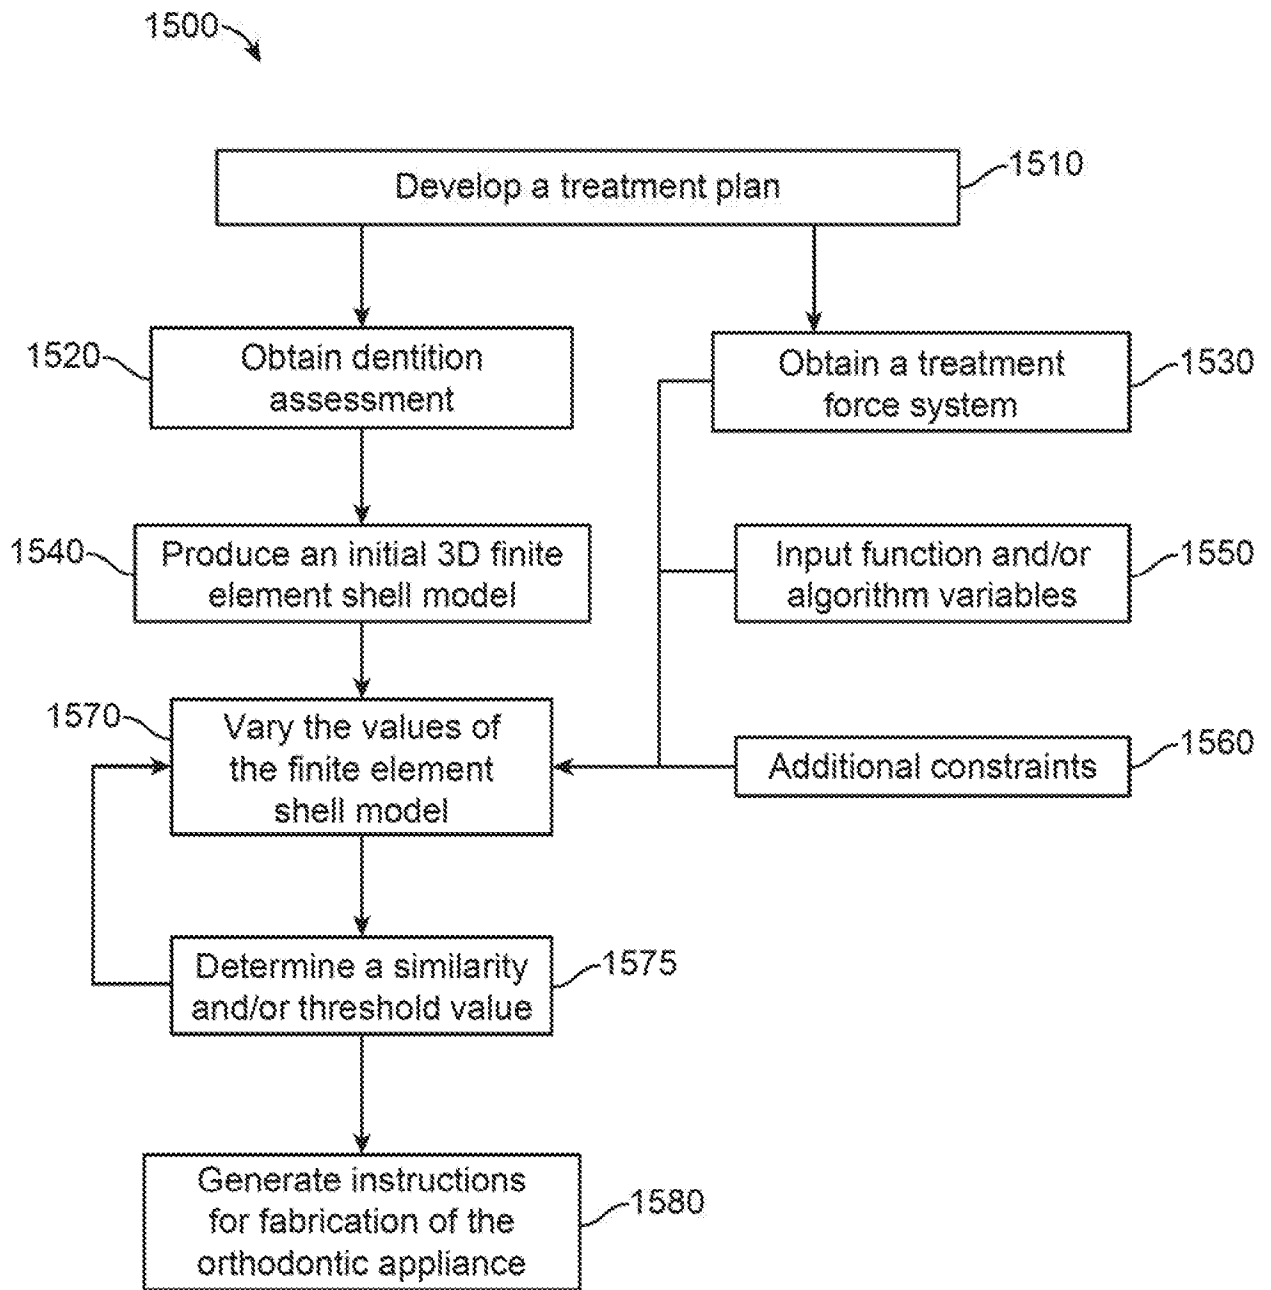 1500
Develop a treatment plan
1510
1520
Obtain dentition
assessment
Obtain a treatment
force system
1530
1540
Produce an initial 3D finite
element shell model
Input function and/or
algorithm variables
1550
1570
Vary the values of
the finite element
shell model
Additional constraints
1560
Determine a similarity
and/or threshold value
1575
Generate instructions
for fabrication of the
orthodontic appliance
1580